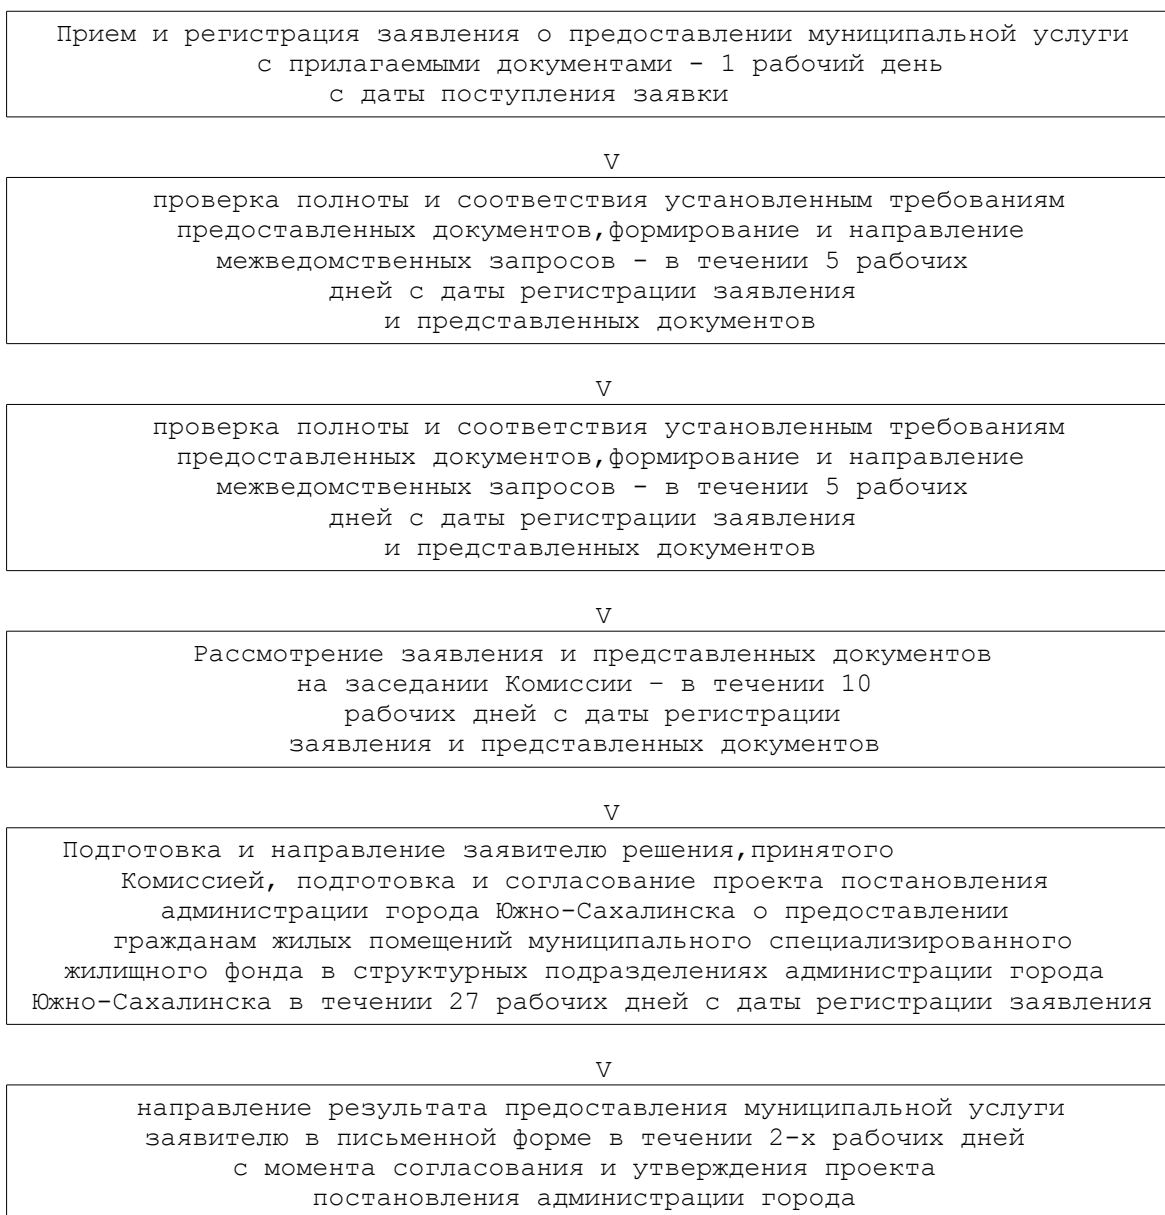 Прием и регистрация заявления о предоставлении муниципальной услуги
с прилагаемыми документами - 1 рабочий день
с даты поступления заявки
V
проверка полноты и соответствия установленным требованиям
предоставленных документов,формирование и направление
межведомственных запросов - в течении 5 рабочих
дней с даты регистрации заявления
и представленных документов
V
проверка полноты и соответствия установленным требованиям
предоставленных документов,формирование и направление
межведомственных запросов - в течении 5 рабочих
дней с даты регистрации заявления
и представленных документов
V
Рассмотрение заявления и представленных документов
на заседании Комиссии – в течении 10
рабочих дней с даты регистрации
заявления и представленных документов
V
Подготовка и направление заявителю решения,принятого
Комиссией, подготовка и согласование проекта постановления
администрации города Южно-Сахалинска о предоставлении
гражданам жилых помещений муниципального специализированного
жилищного фонда в структурных подразделениях администрации города
Южно-Сахалинска в течении 27 рабочих дней с даты регистрации заявления
V
направление результата предоставления муниципальной услуги
заявителю в письменной форме в течении 2-х рабочих дней
с момента согласования и утверждения проекта
постановления администрации города